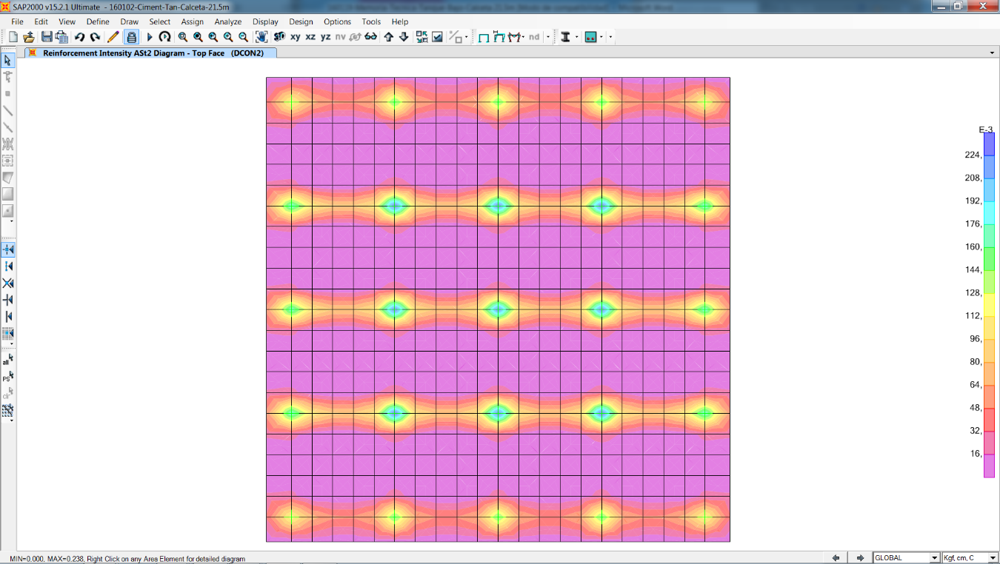 SAP2000 v15.2.1 Ultimate - 160102-Ciment-Tan-Calceta-21.5m
File Edit View Define Draw Select Assign Analyze Display Design Options Tools Help
3D xy xz yz nv nd
Reinforcement Intensity ASt2 Diagram - Top Face (DCON2)
E-3
224,
208,
192,
176,
160,
144,
128,
112,
96,
80,
64,
48,
32,
16,
all
PS
clr
MIN=0.000, MAX=0.238, Right Click on any Area Element for detailed diagram
GLOBAL
Kgf, cm, C